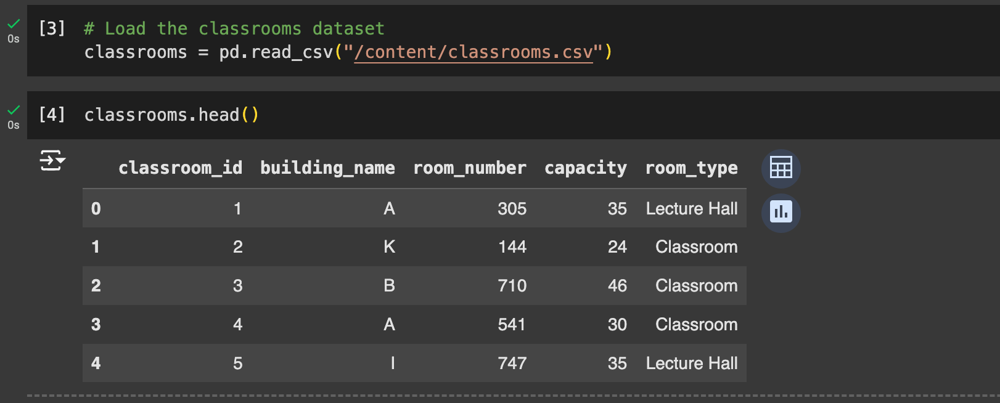 [3] # Load the classrooms dataset
0s classrooms = pd.read_csv("/content/classrooms.csv")
[4] classrooms.head()
0s
classroom_id building_name room_number capacity room_type
0 1 A 305 35 Lecture Hall
1 2 K 144 24 Classroom
2 3 B 710 46 Classroom
3 4 A 541 30 Classroom
4 5 I 747 35 Lecture Hall